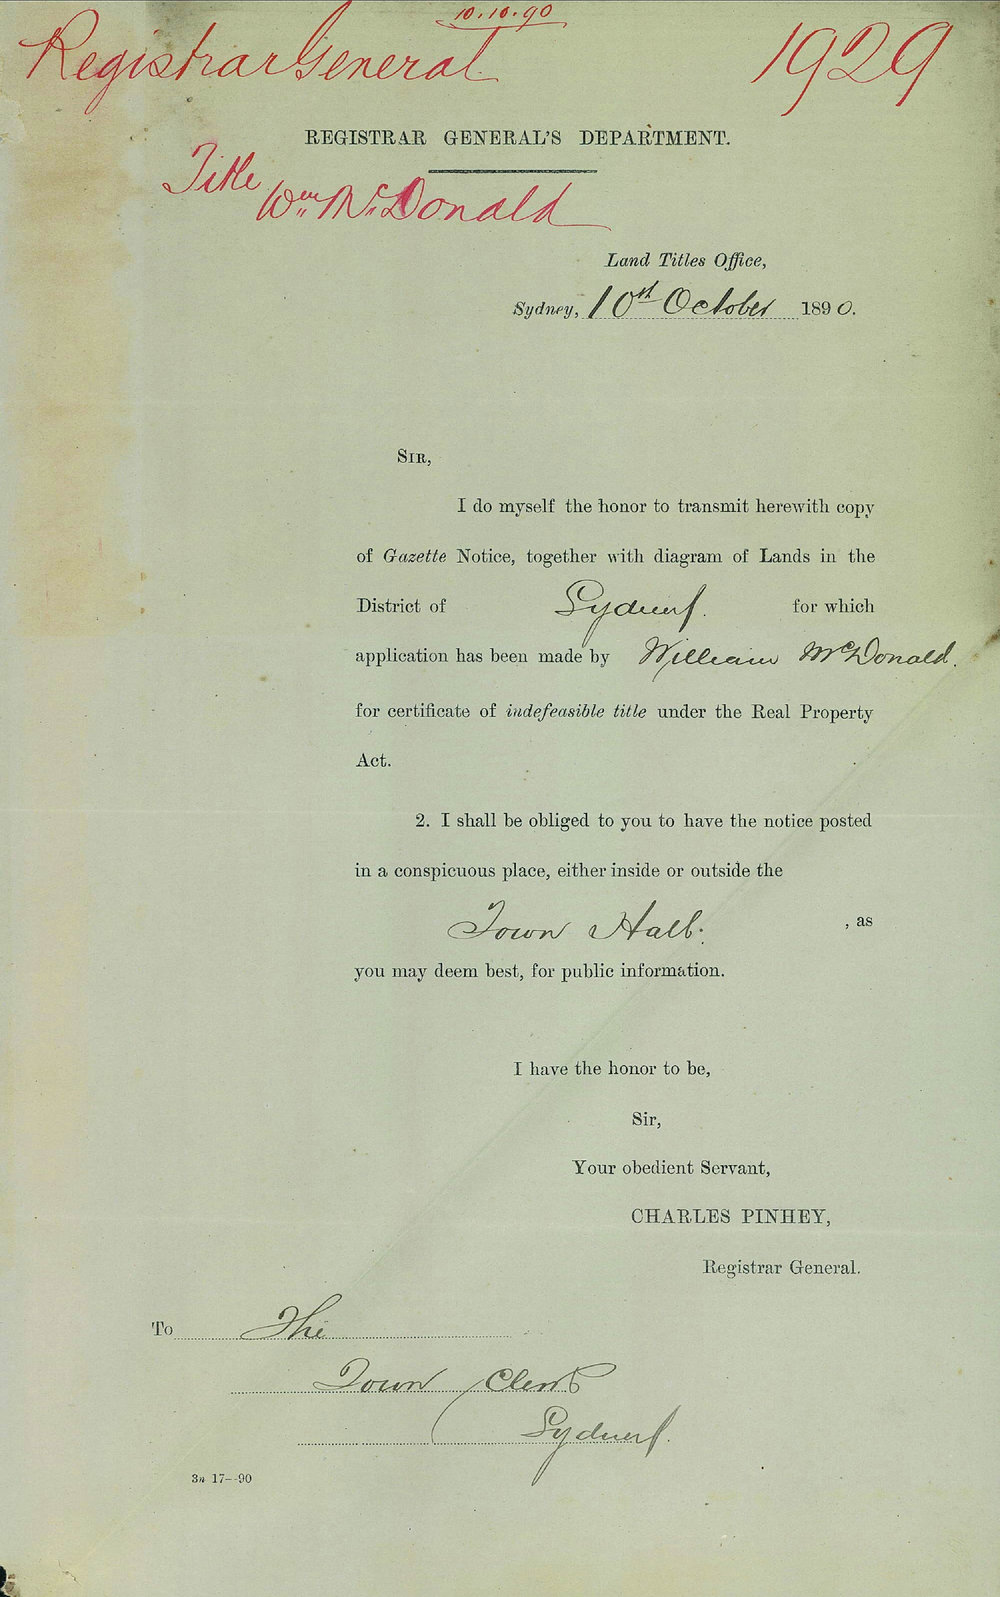 10.10.90
Registrar General
1929
REGISTRAR GENERAL'S DEPARTMENT.
Title
Wm McDonald
Land Titles Office,
Sydney, 10th October 1890.
SIR,
I do myself the honor to transmit herewith copy
of Gazette Notice, together with diagram of Lands in the
District of Sydney. for which
application has been made by William McDonald.
for certificate of indefeasible title under the Real Property
Act.
2. I shall be obliged to you to have the notice posted
in a conspicuous place, either inside or outside the
Town Hall. , as
you may deem best, for public information.
I have the honor to be,
Sir,
Your obedient Servant,
CHARLES PINHEY,
Registrar General.
To The
Town Clerk
Sydney.
3n 17--90